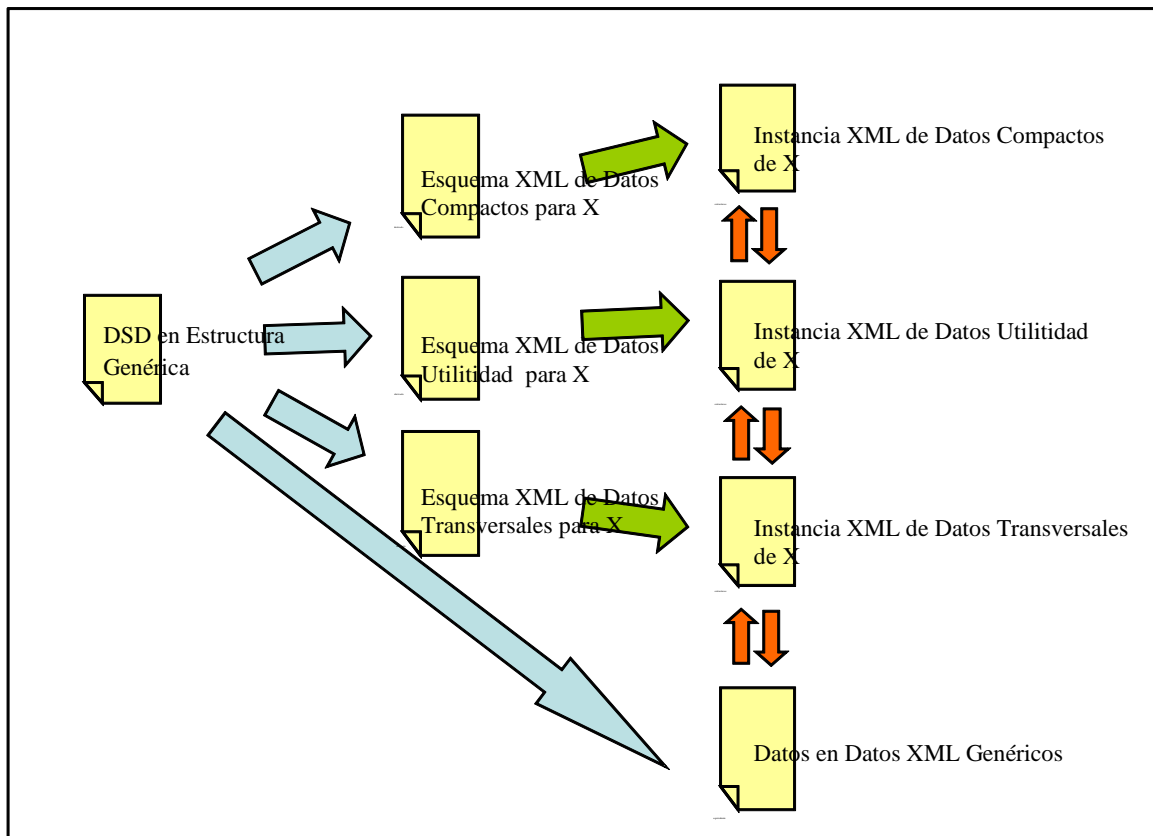 DSD en Estructura
Genérica
Esquema XML de Datos
Compactos para X
Esquema XML de Datos
Utilitidad para X
Esquema XML de Datos
Transversales para X
Instancia XML de Datos Compactos
de X
Instancia XML de Datos Utilitidad
de X
Instancia XML de Datos Transversales
de X
Datos en Datos XML Genéricos